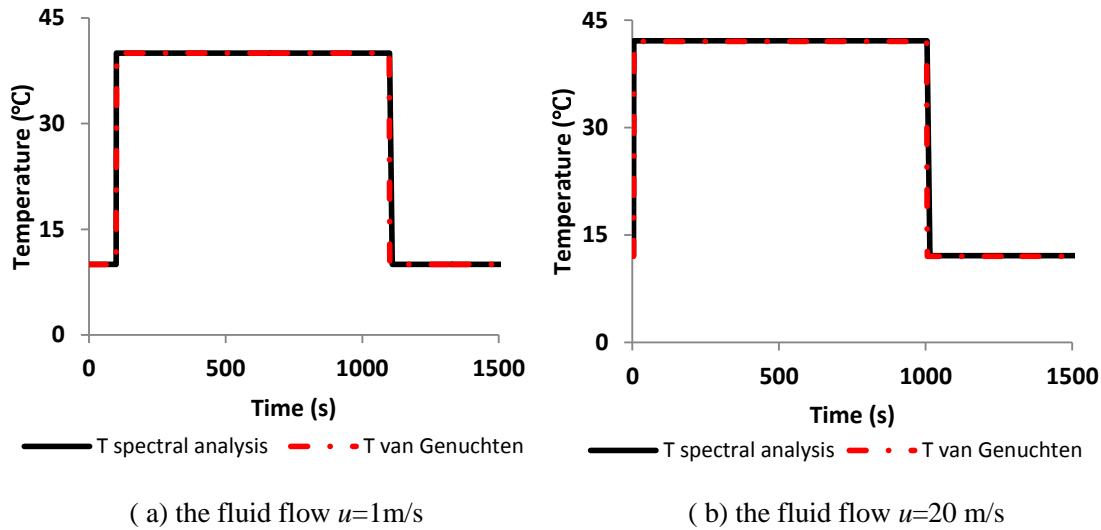 45
30
15
0
Temperature (℃)
0 500 1000 1500
Time (s)
T spectral analysis T van Genuchten
( a) the fluid flow u=1m/s
45
30
15
0
Temperature (℃)
0 500 1000 1500
Time (s)
T spectral analysis T van Genuchten
( b) the fluid flow u=20 m/s